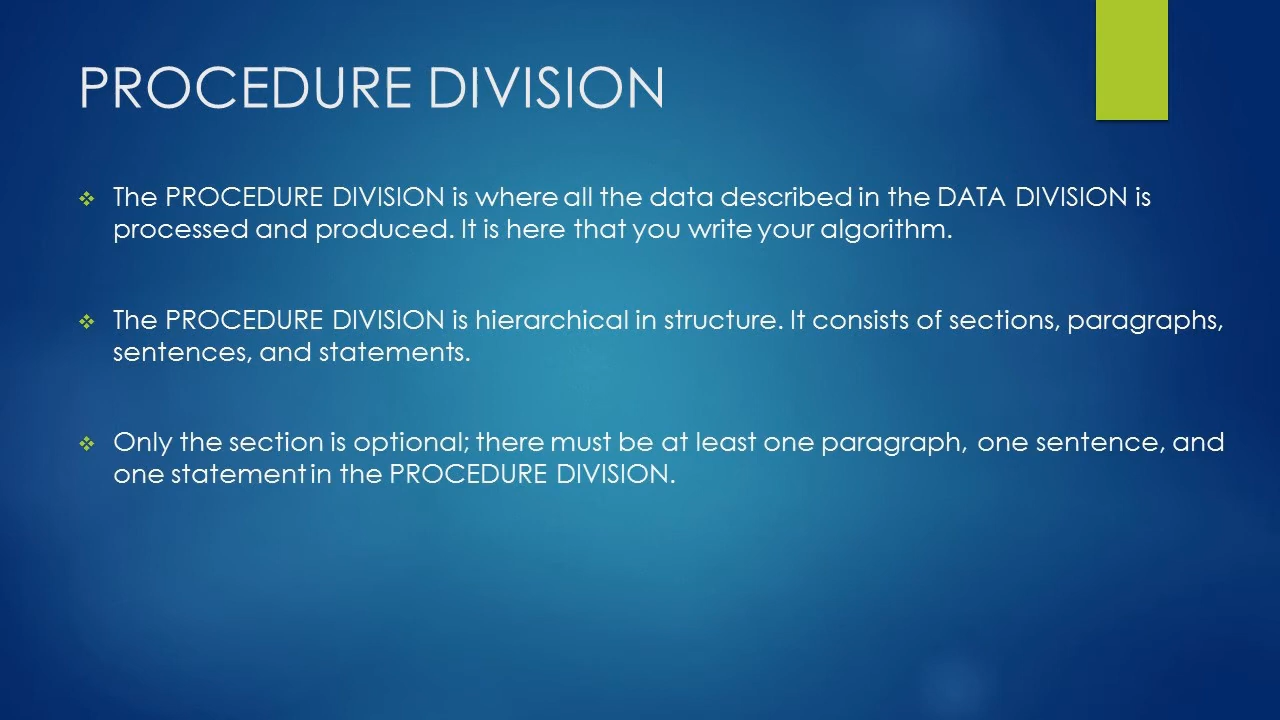 PROCEDURE DIVISION
The PROCEDURE DIVISION is where all the data described in the DATA DIVISION is
processed and produced. It is here that you write your algorithm.
The PROCEDURE DIVISION is hierarchical in structure. It consists of sections, paragraphs,
sentences, and statements.
Only the section is optional; there must be at least one paragraph, one sentence, and
one statement in the PROCEDURE DIVISION.